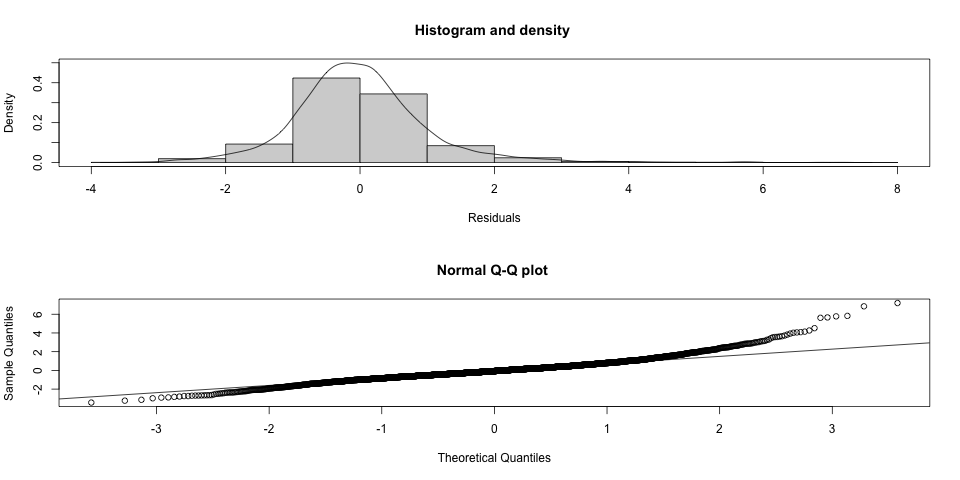 Histogram and density
0.4
0.2
0.0
Density
-4 -2 0 2 4 6 8
Residuals
Normal Q-Q plot
6
4
2
0
-2
Sample Quantiles
-3 -2 -1 0 1 2 3
Theoretical Quantiles